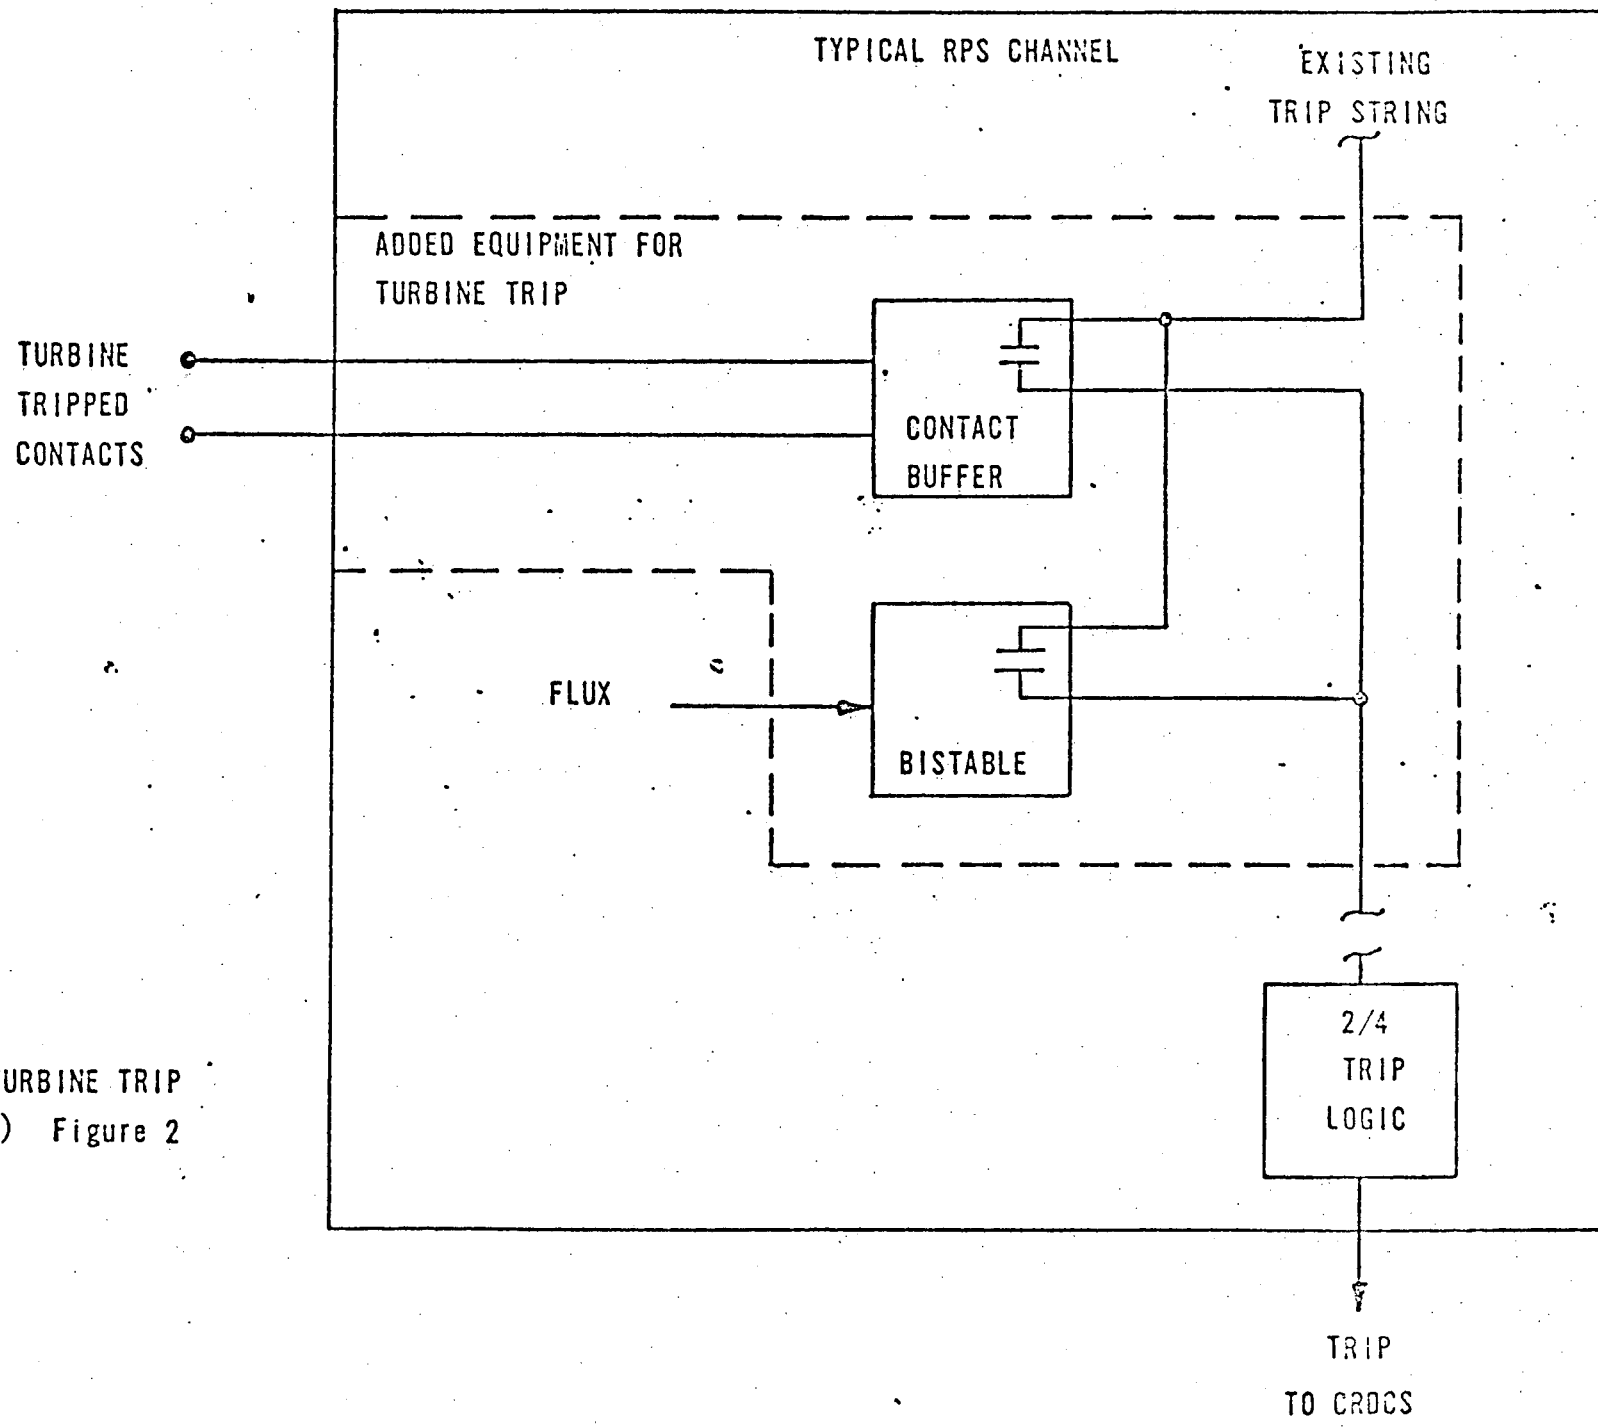 TYPICAL RPS CHANNEL
EXISTING
TRIP STRING
ADDED EQUIPMENT FOR
TURBINE TRIP
TURBINE
TRIPPED
CONTACTS
CONTACT
BUFFER
FLUX
BISTABLE
2/4
TRIP
LOGIC
URBINE TRIP
) Figure 2
TRIP
TO CRDCS